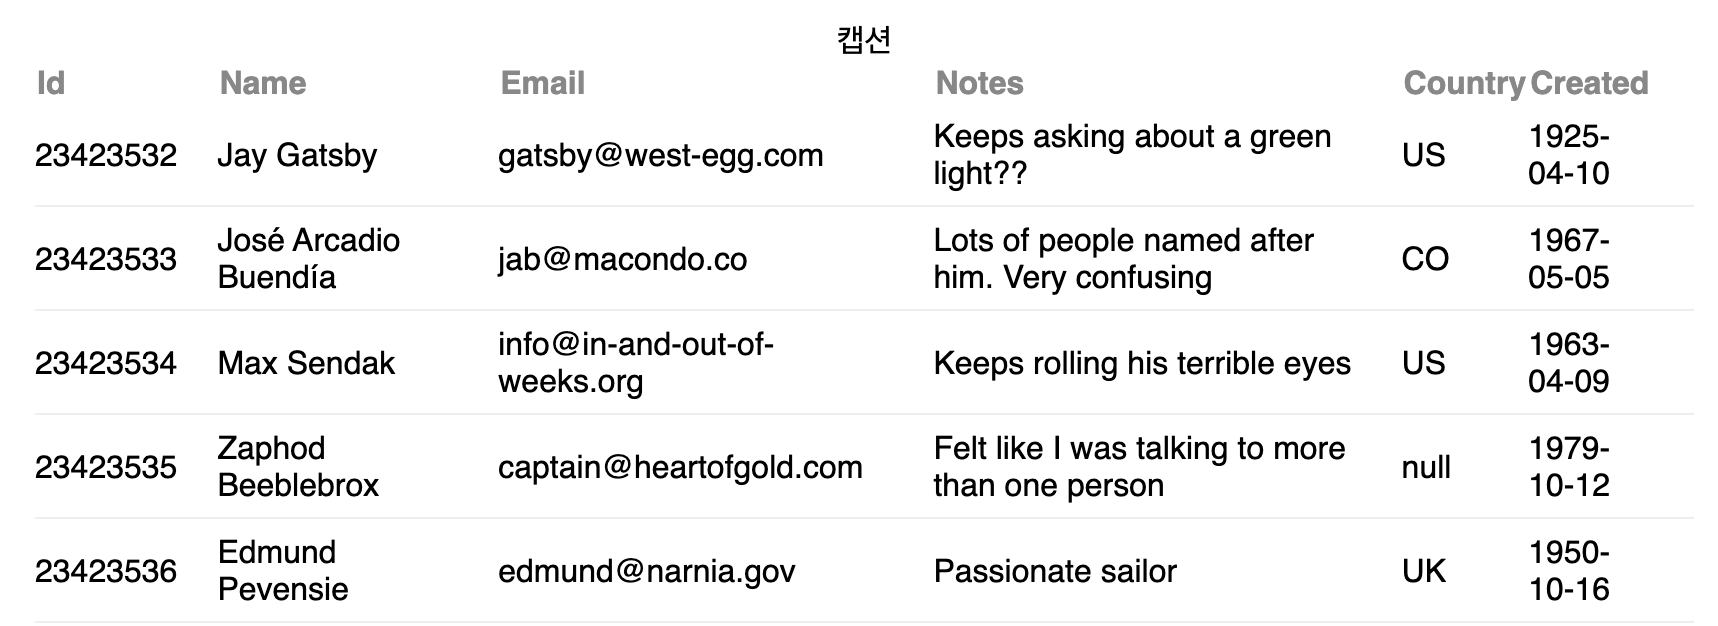 캡션
Id Name Email Notes Country Created
23423532 Jay Gatsby gatsby@west-egg.com Keeps asking about a green light?? US 1925-04-10
23423533 José Arcadio Buendía jab@macondo.co Lots of people named after him. Very confusing CO 1967-05-05
23423534 Max Sendak info@in-and-out-of-weeks.org Keeps rolling his terrible eyes US 1963-04-09
23423535 Zaphod Beeblebrox captain@heartofgold.com Felt like I was talking to more than one person null 1979-10-12
23423536 Edmund Pevensie edmund@narnia.gov Passionate sailor UK 1950-10-16